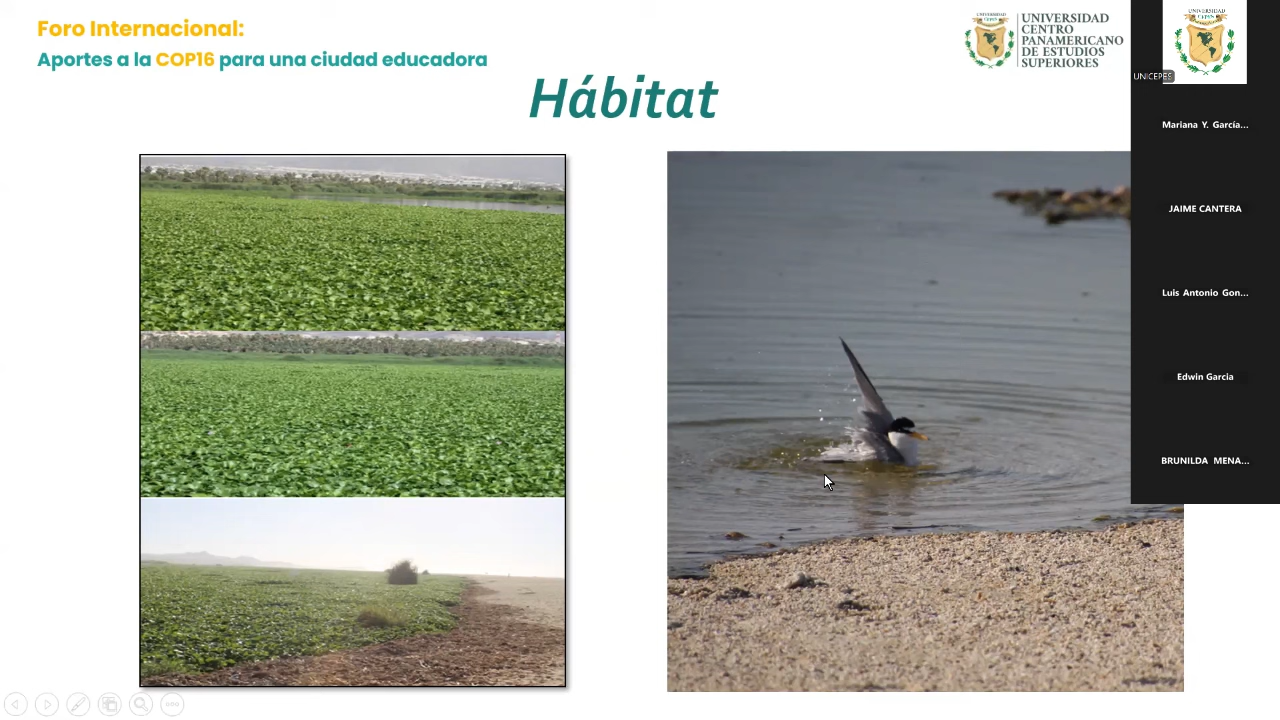 Foro Internacional:
Aportes a la COP16 para una ciudad educadora
Hábitat
UNIVERSIDAD
CENTRO
PANAMERICANO
DE ESTUDIOS
SUPERIORES
UNICEPES
Mariana Y. García...
JAIME CANTERA
Luis Antonio Gon...
Edwin Garcia
BRUNILDA MENA...